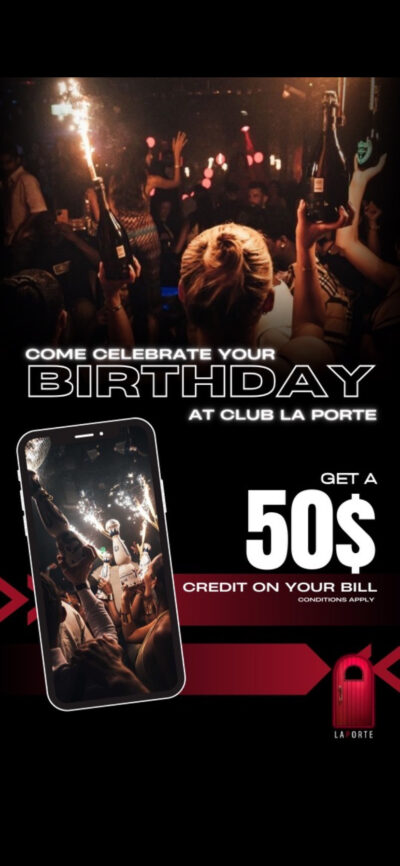 COME CELEBRATE YOUR
BIRTHDAY
AT CLUB LA PORTE
GET A
50$
CREDIT ON YOUR BILL
CONDITIONS APPLY
LAPORTE